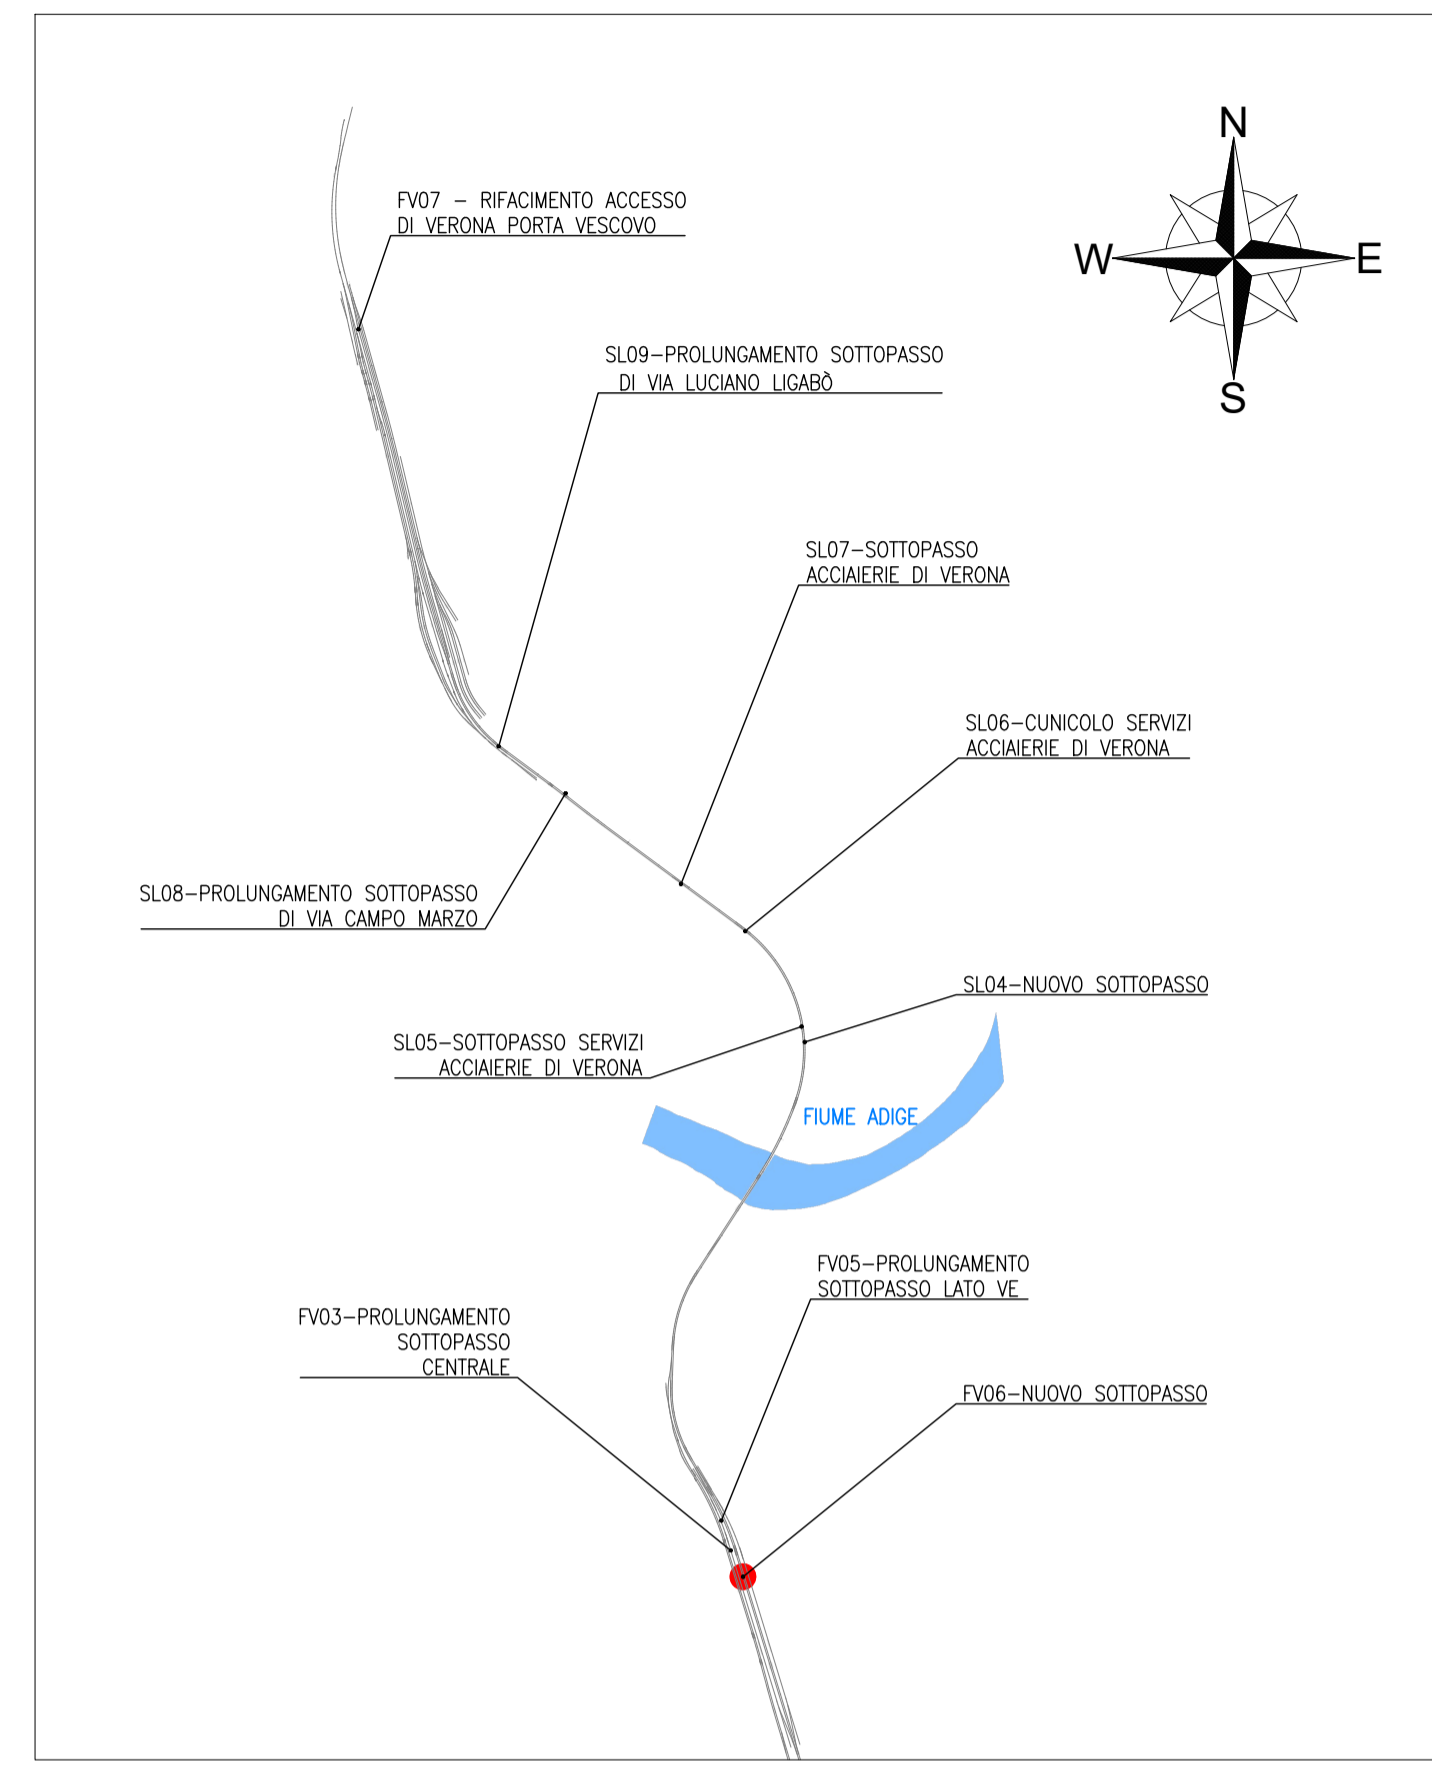 N
W
E
S
FV07 - RIFACIMENTO ACCESSO
DI VERONA PORTA VESCOVO
SL09-PROLUNGAMENTO SOTTOPASSO
DI VIA LUCIANO LIGABÒ
SL07-SOTTOPASSO
ACCIAIERIE DI VERONA
SL06-CUNICOLO SERVIZI
ACCIAIERIE DI VERONA
SL08-PROLUNGAMENTO SOTTOPASSO
DI VIA CAMPO MARZO
SL04-NUOVO SOTTOPASSO
SL05-SOTTOPASSO SERVIZI
ACCIAIERIE DI VERONA
FIUME ADIGE
FV05-PROLUNGAMENTO
SOTTOPASSO LATO VE
FV03-PROLUNGAMENTO
SOTTOPASSO
CENTRALE
FV06-NUOVO SOTTOPASSO